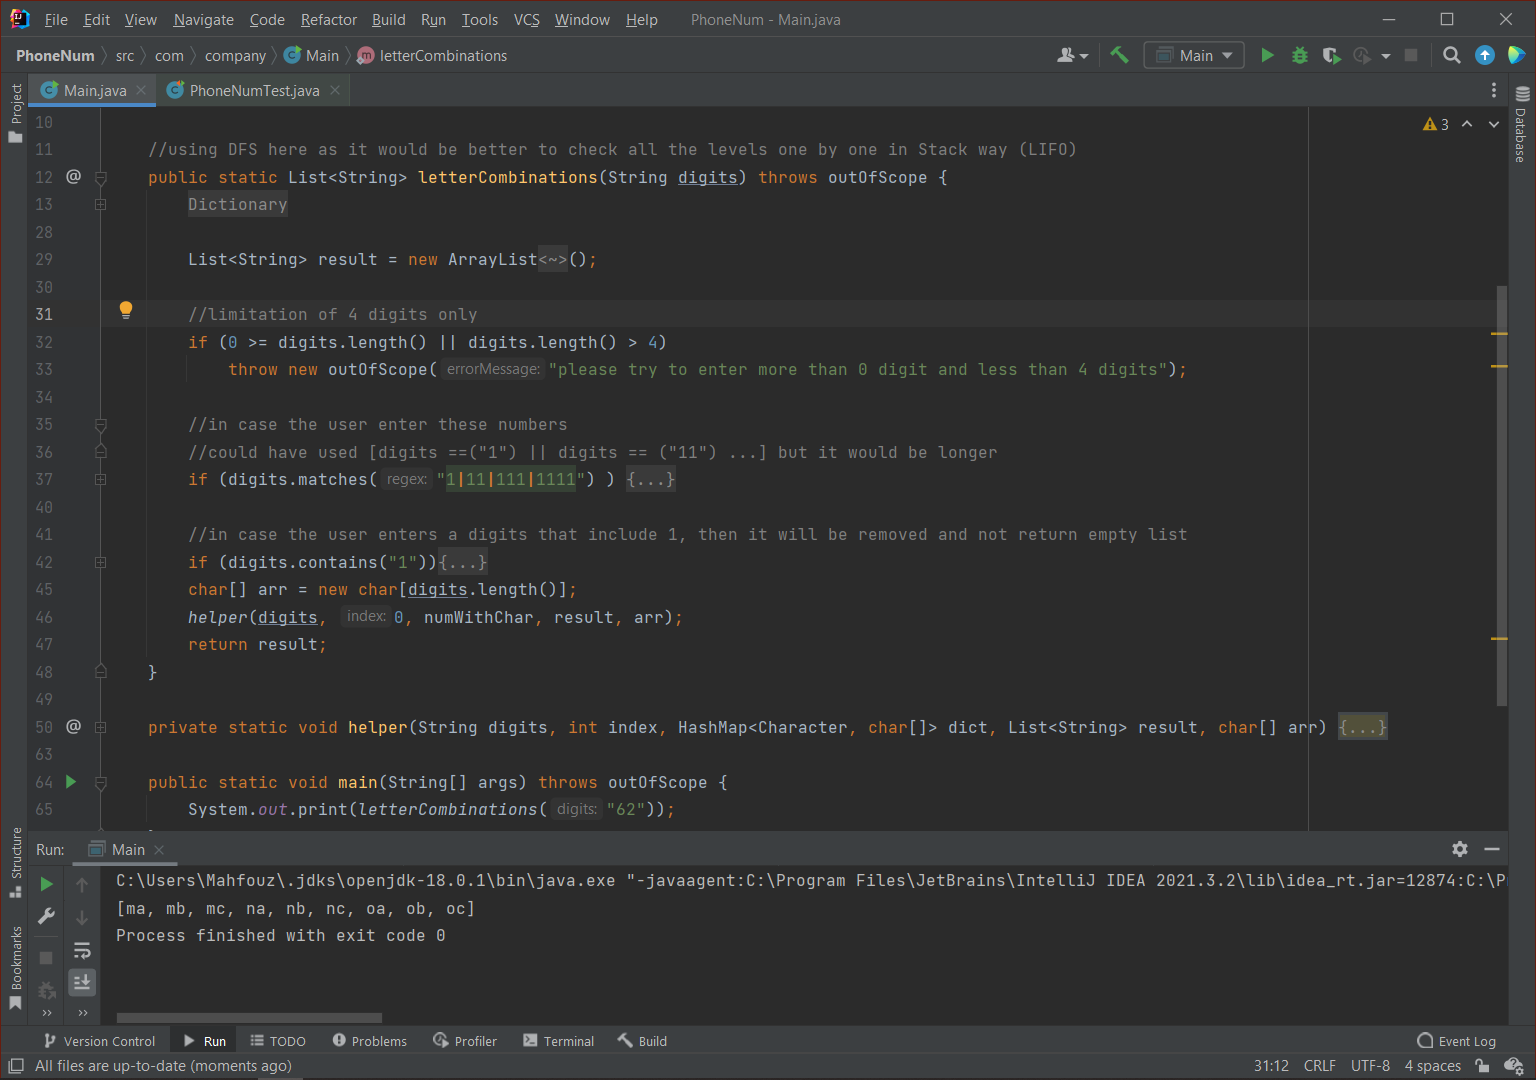 File Edit View Navigate Code Refactor Build Run Tools VCS Window Help PhoneNum - Main.java
PhoneNum src com company Main letterCombinations Main
Project
Main.java PhoneNumTest.java
Database
3
10
11 //using DFS here as it would be better to check all the levels one by one in Stack way (LIFO)
12 @ public static List<String> letterCombinations(String digits) throws outOfScope {
13 Dictionary
28
29 List<String> result = new ArrayList<~>();
30
31 //limitation of 4 digits only
32 if (0 >= digits.length() || digits.length() > 4)
33 throw new outOfScope( errorMessage: "please try to enter more than 0 digit and less than 4 digits");
34
35 //in case the user enter these numbers
36 //could have used [digits ==("1") || digits == ("11") ...] but it would be longer
37 if (digits.matches( regex: "1|11|111|1111") ) {...}
40
41 //in case the user enters a digits that include 1, then it will be removed and not return empty list
42 if (digits.contains("1")){...}
45 char[] arr = new char[digits.length()];
46 helper(digits, index: 0, numWithChar, result, arr);
47 return result;
48 }
49
50 @ private static void helper(String digits, int index, HashMap<Character, char[]> dict, List<String> result, char[] arr) {...}
63
64 public static void main(String[] args) throws outOfScope {
65 System.out.print(letterCombinations( digits: "62"));
Structure
Bookmarks
Run: Main
C:\Users\Mahfouz\.jdks\openjdk-18.0.1\bin\java.exe "-javaagent:C:\Program Files\JetBrains\IntelliJ IDEA 2021.3.2\lib\idea_rt.jar=12874:C:\P
[ma, mb, mc, na, nb, nc, oa, ob, oc]
Process finished with exit code 0
Version Control Run TODO Problems Profiler Terminal Build Event Log
All files are up-to-date (moments ago) 31:12 CRLF UTF-8 4 spaces